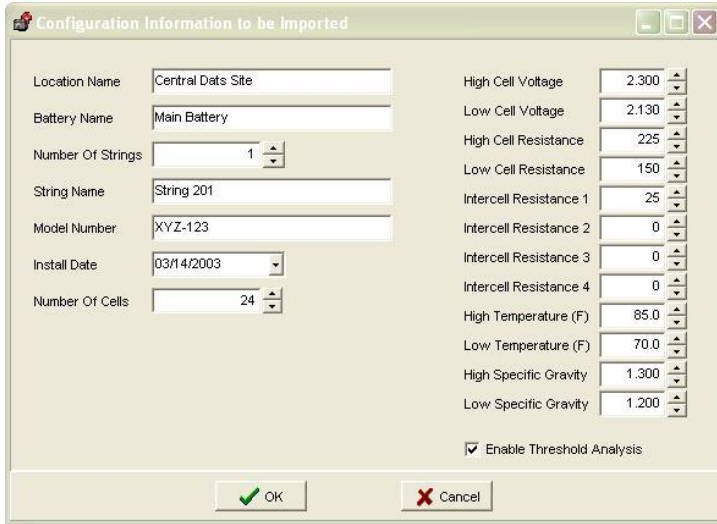 Configuration Information to be Imported
Location Name Central Dats Site
Battery Name Main Battery
Number Of Strings 1
String Name String 201
Model Number XYZ-123
Install Date 03/14/2003
Number Of Cells 24
High Cell Voltage 2.300
Low Cell Voltage 2.130
High Cell Resistance 225
Low Cell Resistance 150
Intercell Resistance 1 25
Intercell Resistance 2 0
Intercell Resistance 3 0
Intercell Resistance 4 0
High Temperature (F) 85.0
Low Temperature (F) 70.0
High Specific Gravity 1.300
Low Specific Gravity 1.200
Enable Threshold Analysis
OK Cancel